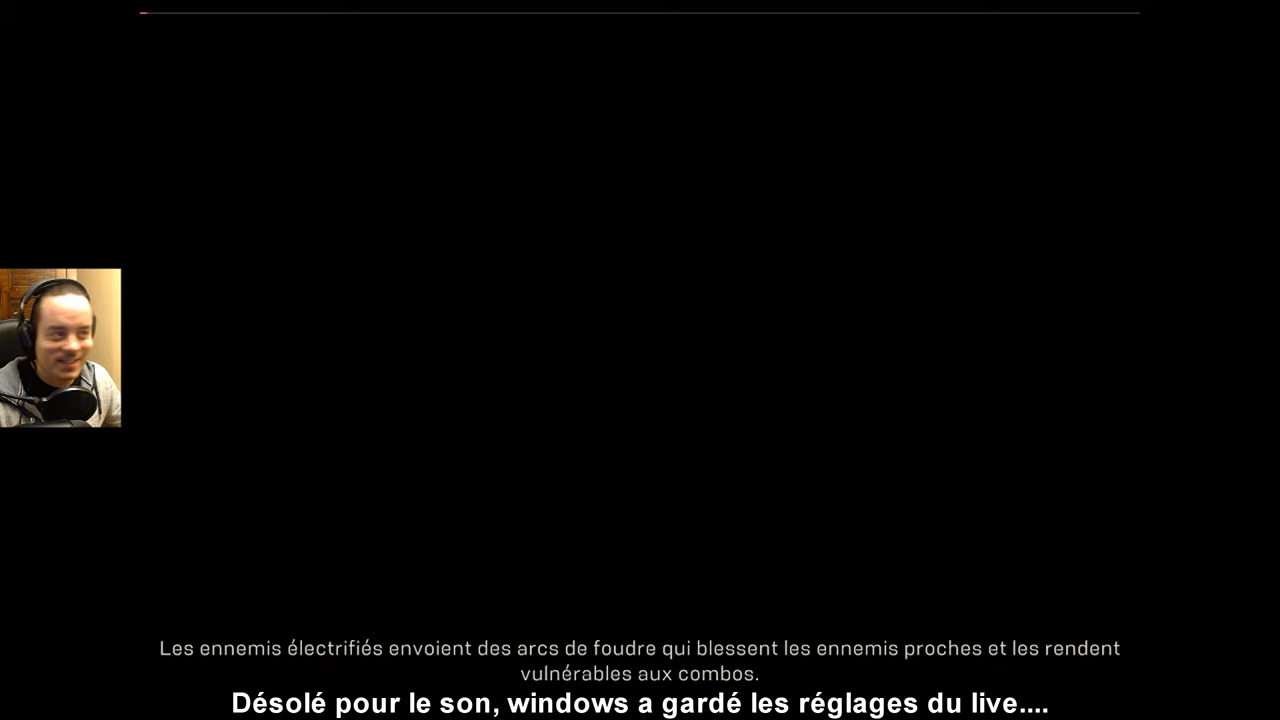 Les ennemis électrifiés envoient des arcs de foudre qui blessent les ennemis proches et les rendent
vulnérables aux combos.
Désolé pour le son, windows a gardé les réglages du live....